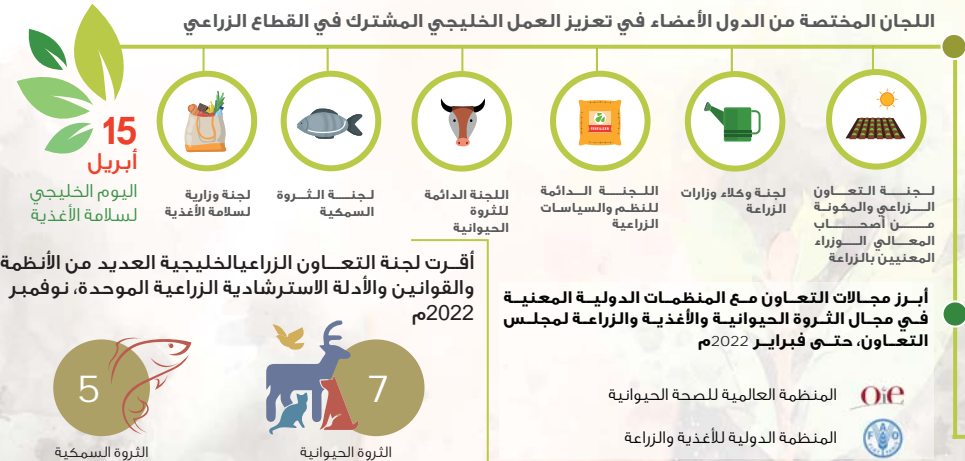 اللجان المختصة من الدول الأعضاء في تعزيز العمل الخليجي المشترك في القطاع الزراعي
لجنة التعاون
الزراعي والمكونة
من أصحاب
المعالي الوزراء
المعنيين بالزراعة
FERTILIZER
لجنة وكلاء وزارات
الزراعة
اللجنة الدائمة
للنظم والسياسات
الزراعية
اللجنة الدائمة
للثروة
الحيوانية
لجنة الثروة
السمكية
لجنة وزارية
لسلامة الأغذية
15
أبريل
اليوم الخليجي
لسلامة الأغذية
أبرز مجالات التعاون مع المنظمات الدولية المعنية
في مجال الثروة الحيوانية والأغذية والزراعة لمجلس
التعاون، حتى فبراير 2022م
Oie
المنظمة العالمية للصحة الحيوانية
FAO
المنظمة الدولية للأغذية والزراعة
أقرت لجنة التعاون الزراعيالخليجية العديد من الأنظمة
والقوانين والأدلة الاسترشادية الزراعية الموحدة، نوفمبر
2022م
7
الثروة الحيوانية
5
الثروة السمكية